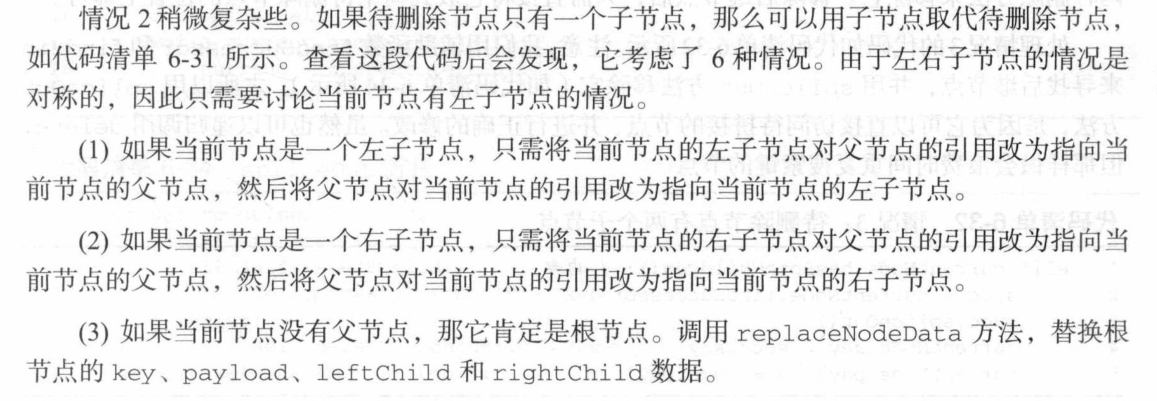 情况 2 稍微复杂些。如果待删除节点只有一个子节点，那么可以用子节点取代待删除节点，
如代码清单 6-31 所示。查看这段代码后会发现，它考虑了 6 种情况。由于左右子节点的情况是
对称的，因此只需要讨论当前节点有左子节点的情况。
(1) 如果当前节点是一个左子节点，只需将当前节点的左子节点对父节点的引用改为指向当
前节点的父节点，然后将父节点对当前节点的引用改为指向当前节点的左子节点。
(2) 如果当前节点是一个右子节点，只需将当前节点的右子节点对父节点的引用改为指向当
前节点的父节点，然后将父节点对当前节点的引用改为指向当前节点的右子节点。
(3) 如果当前节点没有父节点，那它肯定是根节点。调用 replaceNodeData 方法，替换根
节点的 key、payload、leftChild 和 rightChild 数据。